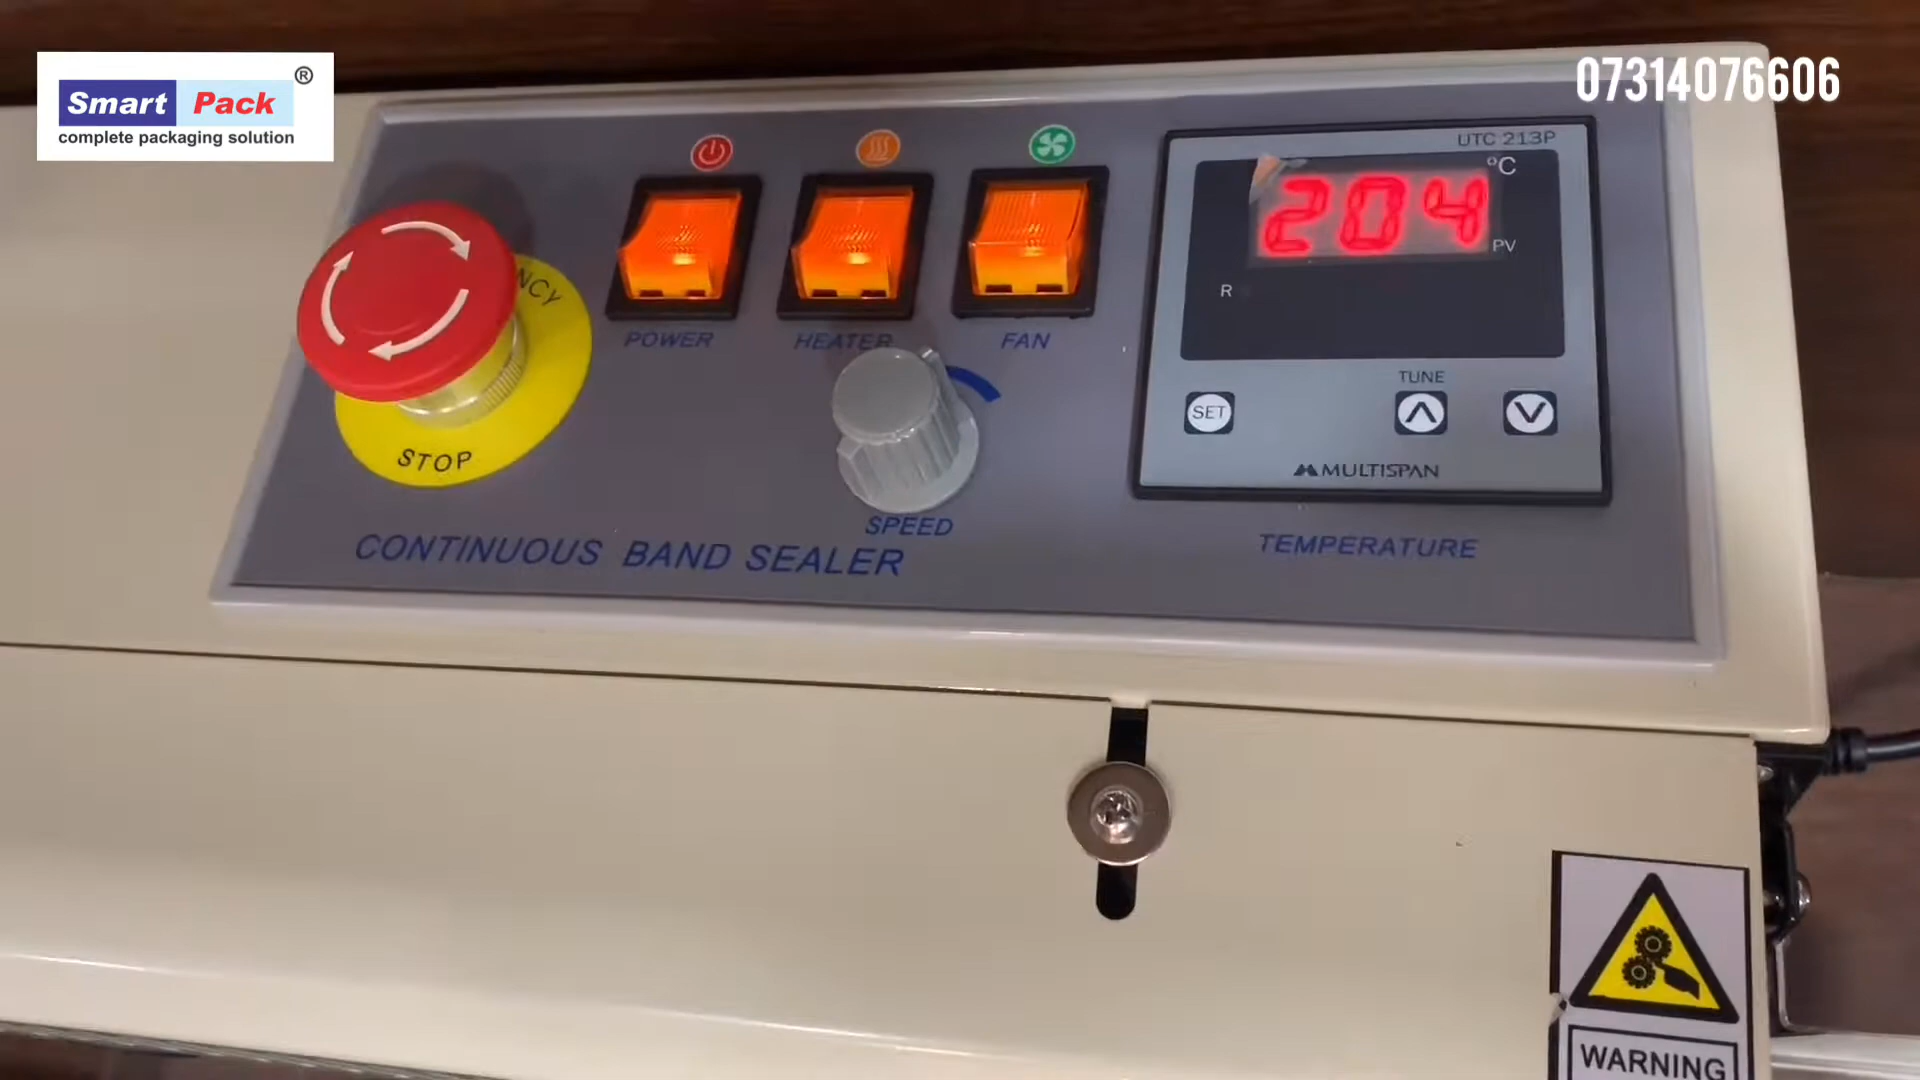 Smart Pack ®
complete packaging solution
07314076606
UTC 213P
°C
204
PV
R
POWER
HEATER
FAN
TUNE
SET
MULTISPAN
NCY
STOP
SPEED
CONTINUOUS BAND SEALER
TEMPERATURE
WARNING